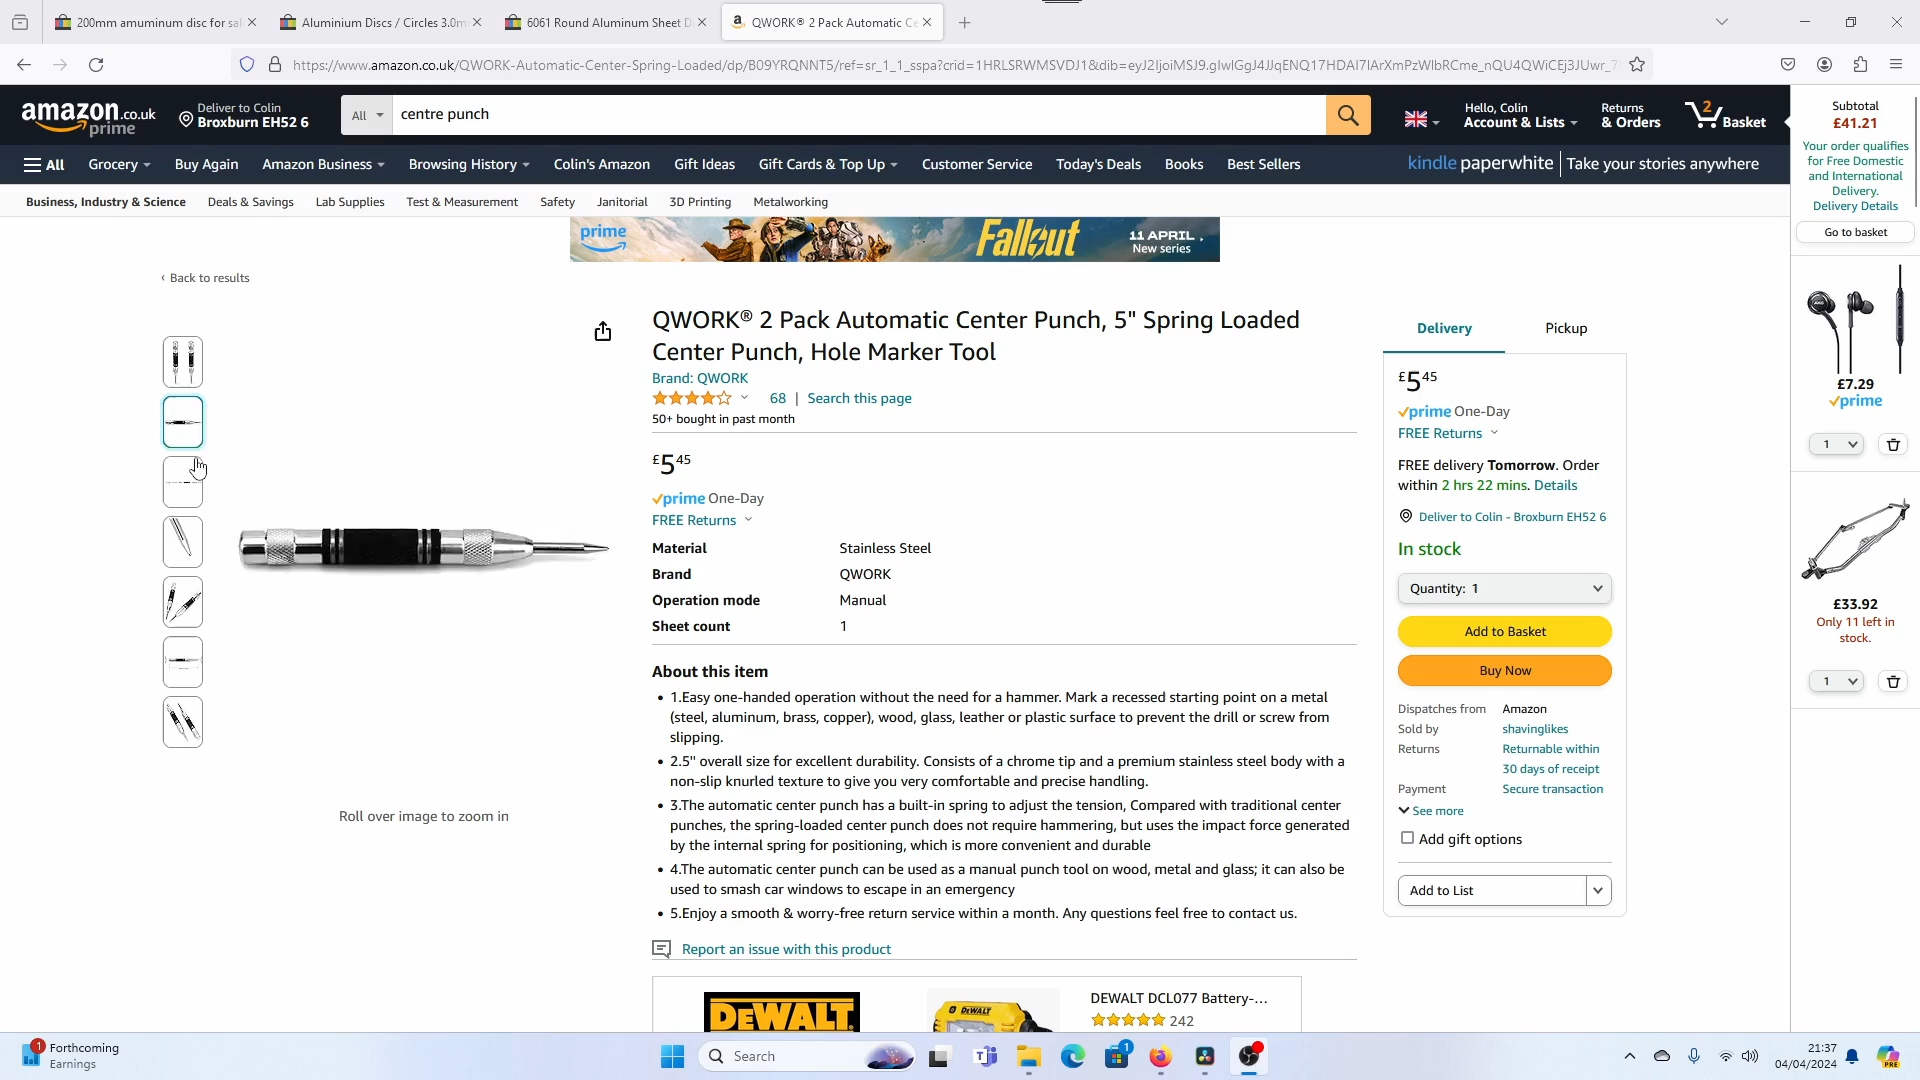 200mm amuminum disc for sal
Aluminium Discs / Circles 3.0m
6061 Round Aluminum Sheet D
QWORK® 2 Pack Automatic Ce
https://www.amazon.co.uk/QWORK-Automatic-Center-Spring-Loaded/dp/B09YRQNNT5/ref=sr_1_1_sspa?crid=1HRLSRWMSVDJ1&dib=
amazon.co.uk
prime
Deliver to Colin
Broxburn EH52 6
All
centre punch
Hello, Colin
Account & Lists
Returns
& Orders
2
Basket
All
Grocery
Buy Again
Amazon Business
Browsing History
Colin's Amazon
Gift Ideas
Gift Cards & Top Up
Customer Service
Today's Deals
Books
Best Sellers
kindle paperwhite
Take your stories anywhere
Business, Industry & Science
Deals & Savings
Lab Supplies
Test & Measurement
Safety
Janitorial
3D Printing
Metalworking
prime
Fallout
11 APRIL
New series
‹ Back to results
QWORK® 2 Pack Automatic Center Punch, 5" Spring Loaded
Center Punch, Hole Marker Tool
Brand: QWORK
68 | Search this page
50+ bought in past month
£5 45
prime One-Day
FREE Returns
Material Stainless Steel
Brand QWORK
Operation mode Manual
Sheet count 1
About this item
• 1.Easy one-handed operation without the need for a hammer. Mark a recessed starting point on a metal
(steel, aluminum, brass, copper), wood, glass, leather or plastic surface to prevent the drill or screw from
slipping.
• 2.5" overall size for excellent durability. Consists of a chrome tip and a premium stainless steel body with a
non-slip knurled texture to give you very comfortable and precise handling.
• 3.The automatic center punch has a built-in spring to adjust the tension, Compared with traditional center
punches, the spring-loaded center punch does not require hammering, but uses the impact force generated
by the internal spring for positioning, which is more convenient and durable
• 4.The automatic center punch can be used as a manual punch tool on wood, metal and glass; it can also be
used to smash car windows to escape in an emergency
• 5.Enjoy a smooth & worry-free return service within a month. Any questions feel free to contact us.
Report an issue with this product
Roll over image to zoom in
DEWALT
DEWALT
DEWALT DCL077 Battery-...
242
Delivery
Pickup
£5 45
prime One-Day
FREE Returns
FREE delivery Tomorrow. Order
within 2 hrs 22 mins. Details
Deliver to Colin - Broxburn EH52 6
In stock
Quantity: 1
Add to Basket
Buy Now
Dispatches from Amazon
Sold by shavinglikes
Returns Returnable within
30 days of receipt
Payment Secure transaction
See more
Add gift options
Add to List
Subtotal
£41.21
Your order qualifies
for Free Domestic
and International
Delivery.
Delivery Details
Go to basket
£7.29
prime
1
£33.92
Only 11 left in
stock.
1
1
Forthcoming
Earnings
Search
1
21:37
04/04/2024
PRE